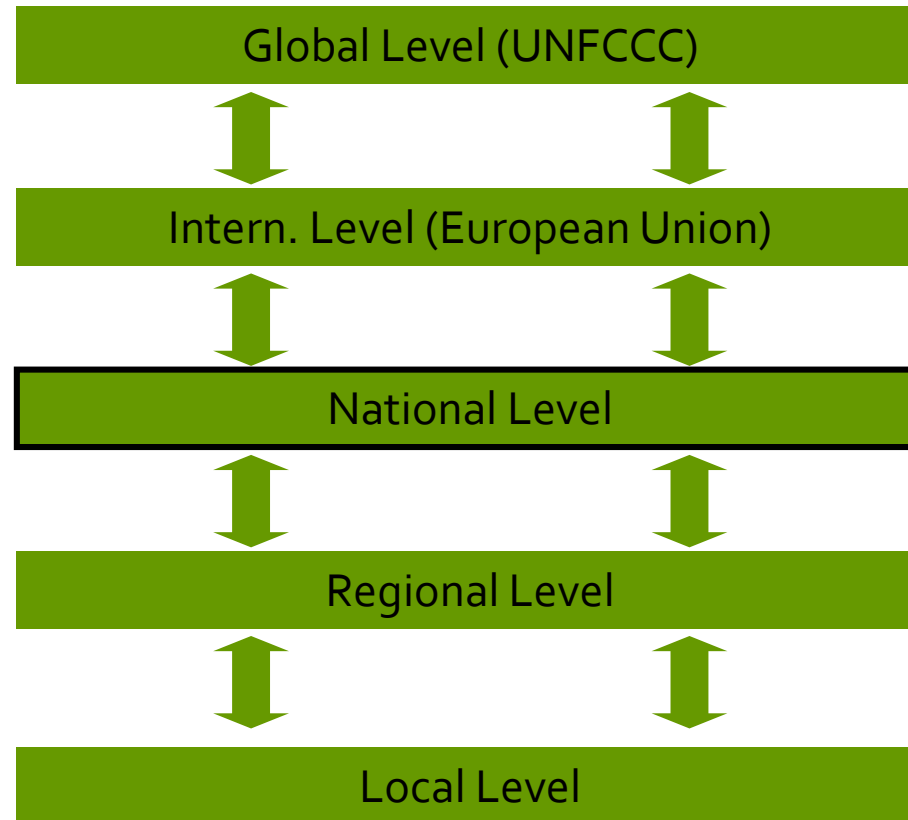 Global Level (UNFCCC)
Intern. Level (European Union)
National Level
Regional Level
Local Level